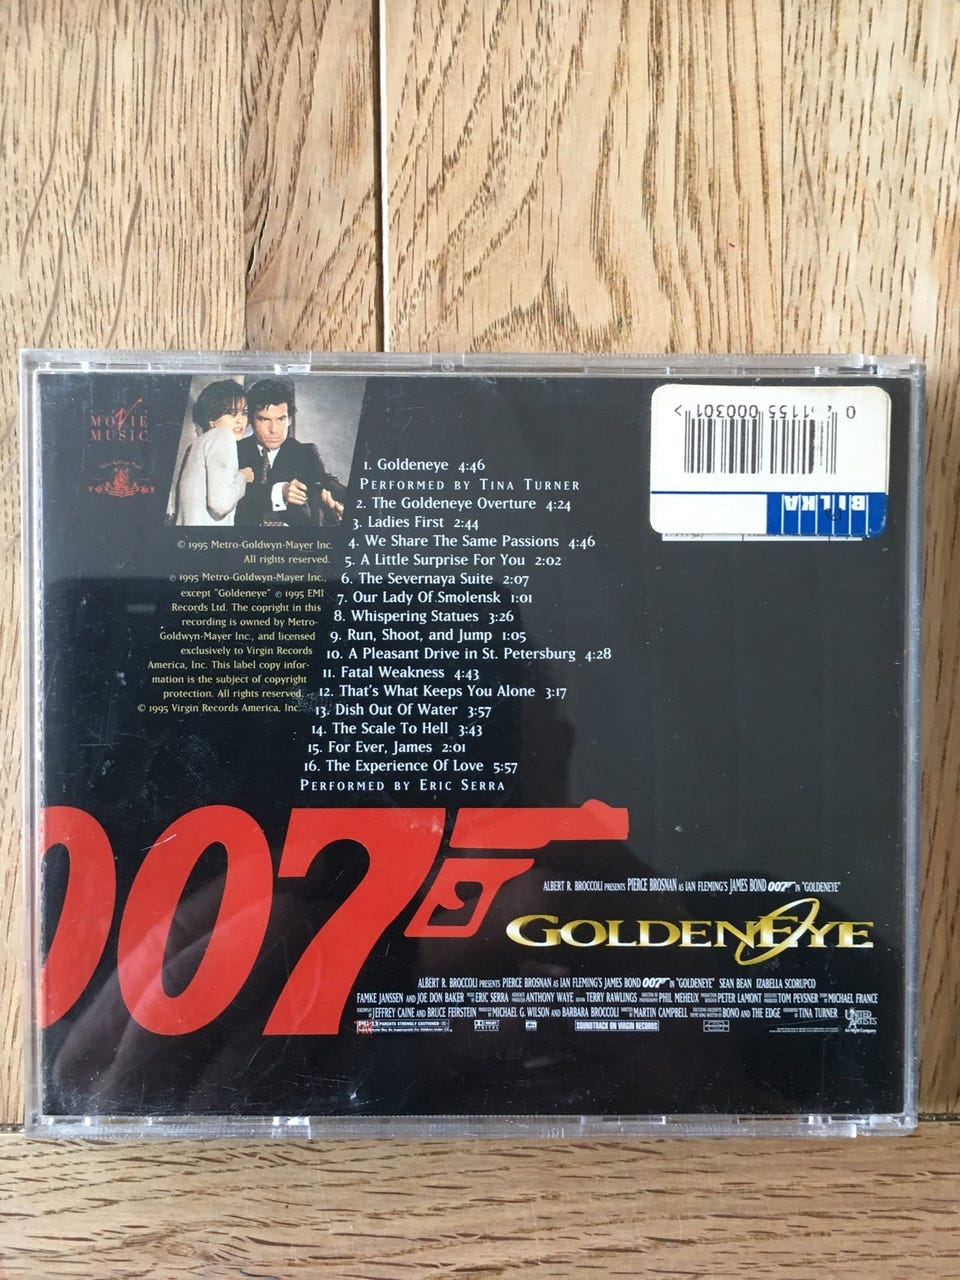 MOVIE
MUSIC
1. Goldeneye 4:46
PERFORMED BY TINA TURNER
2. The Goldeneye Overture 4:24
3. Ladies First 2:44
4. We Share The Same Passions 4:46
5. A Little Surprise For You 2:02
6. The Severnaya Suite 2:07
7. Our Lady Of Smolensk 1:01
8. Whispering Statues 3:26
9. Run, Shoot, and Jump 1:05
10. A Pleasant Drive in St. Petersburg 4:28
11. Fatal Weakness 4:43
12. That's What Keeps You Alone 3:17
13. Dish Out Of Water 3:57
14. The Scale To Hell 3:43
15. For Ever, James 2:01
16. The Experience Of Love 5:57
PERFORMED BY ERIC SERRA
© 1995 Metro-Goldwyn-Mayer Inc.
All rights reserved.
℗ 1995 Metro-Goldwyn-Mayer Inc.,
except "Goldeneye" ℗ 1995 EMI
Records Ltd. The copright in this
recording is owned by Metro-
Goldwyn-Mayer Inc., and licensed
exclusively to Virgin Records
America, Inc. This label copy infor-
mation is the subject of copyright
protection. All rights reserved.
© 1995 Virgin Records America, Inc.
BILKA
1155 000301 >
007
ALBERT R. BROCCOLI PRESENTS PIERCE BROSNAN AS IAN FLEMING'S JAMES BOND 007 IN "GOLDENEYE"
GOLDENEYE
ALBERT R. BROCCOLI PRESENTS PIERCE BROSNAN AS IAN FLEMING'S JAMES BOND 007 IN "GOLDENEYE" SEAN BEAN IZABELLA SCORUPCO
FAMKE JANSSEN AND JOE DON BAKER ERIC SERRA ANTHONY WAYE TERRY RAWLINGS PHIL MEHEUX PETER LAMONT TOM PEVSNER MICHAEL FRANCE
JEFFREY CAINE AND BRUCE FEIRSTEIN MICHAEL G. WILSON AND BARBARA BROCCOLI MARTIN CAMPBELL BONO AND THE EDGE TINA TURNER
PG-13 PARENTS STRONGLY CAUTIONED
SOUNDTRACK ON VIRGIN RECORDS
UNITED
ARTISTS